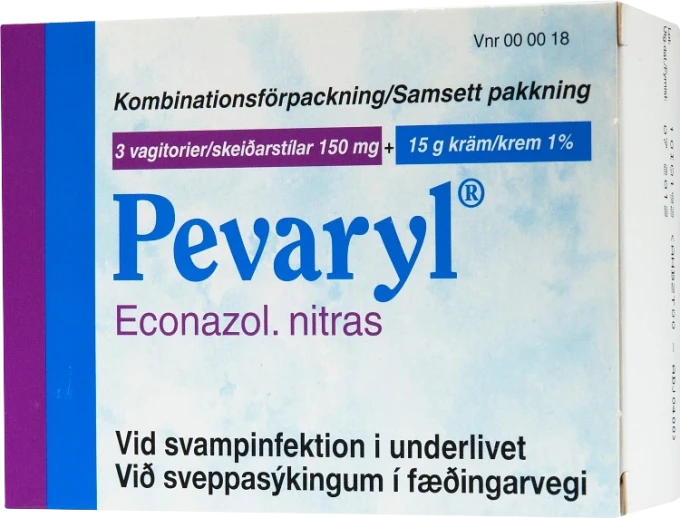 Vnr 00 00 18
Kombinationsförpackning/Samsett pakkning
3 vagitorier/skeiðarstílar 150 mg + 15 g kräm/krem 1%
Pevaryl®
Econazol. nitras
Vid svampinfektion i underlivet
Við sveppasýkingum í fæðingarvegi